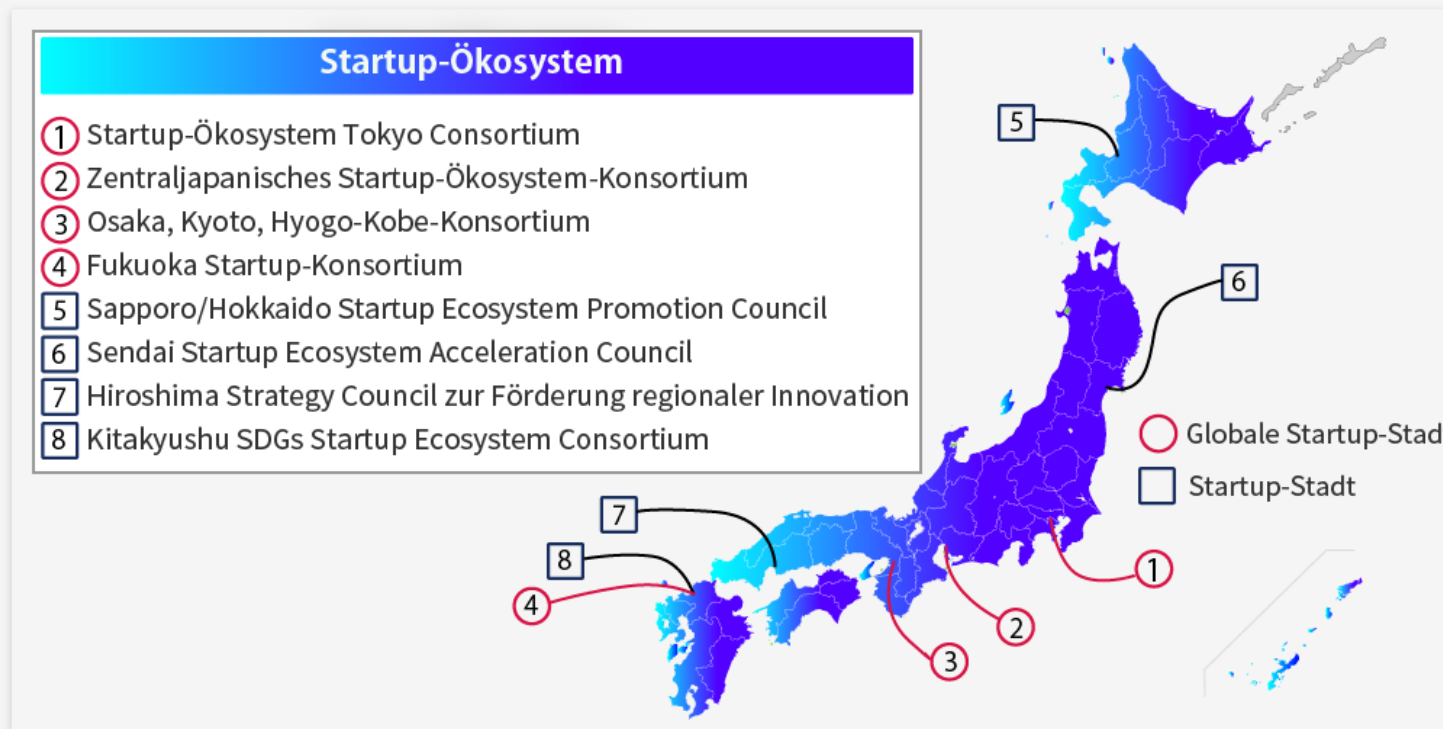 Startup-Ökosystem
1 Startup-Ökosystem Tokyo Consortium
2 Zentraljapanisches Startup-Ökosystem-Konsortium
3 Osaka, Kyoto, Hyogo-Kobe-Konsortium
4 Fukuoka Startup-Konsortium
5 Sapporo/Hokkaido Startup Ecosystem Promotion Council
6 Sendai Startup Ecosystem Acceleration Council
7 Hiroshima Strategy Council zur Förderung regionaler Innovation
8 Kitakyushu SDGs Startup Ecosystem Consortium
5
6
Globale Startup-Stad
Startup-Stadt
7
8
4
1
2
3